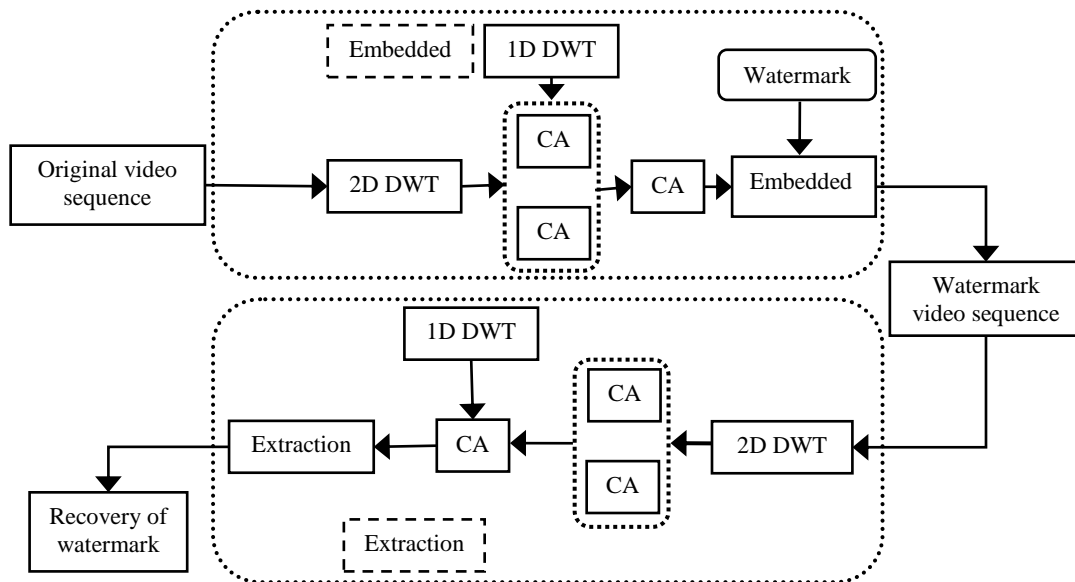 Embedded
1D DWT
Watermark
CA
Original video
sequence
2D DWT
CA
Embedded
CA
Watermark
video sequence
1D DWT
CA
Extraction
CA
2D DWT
CA
Recovery of
watermark
Extraction